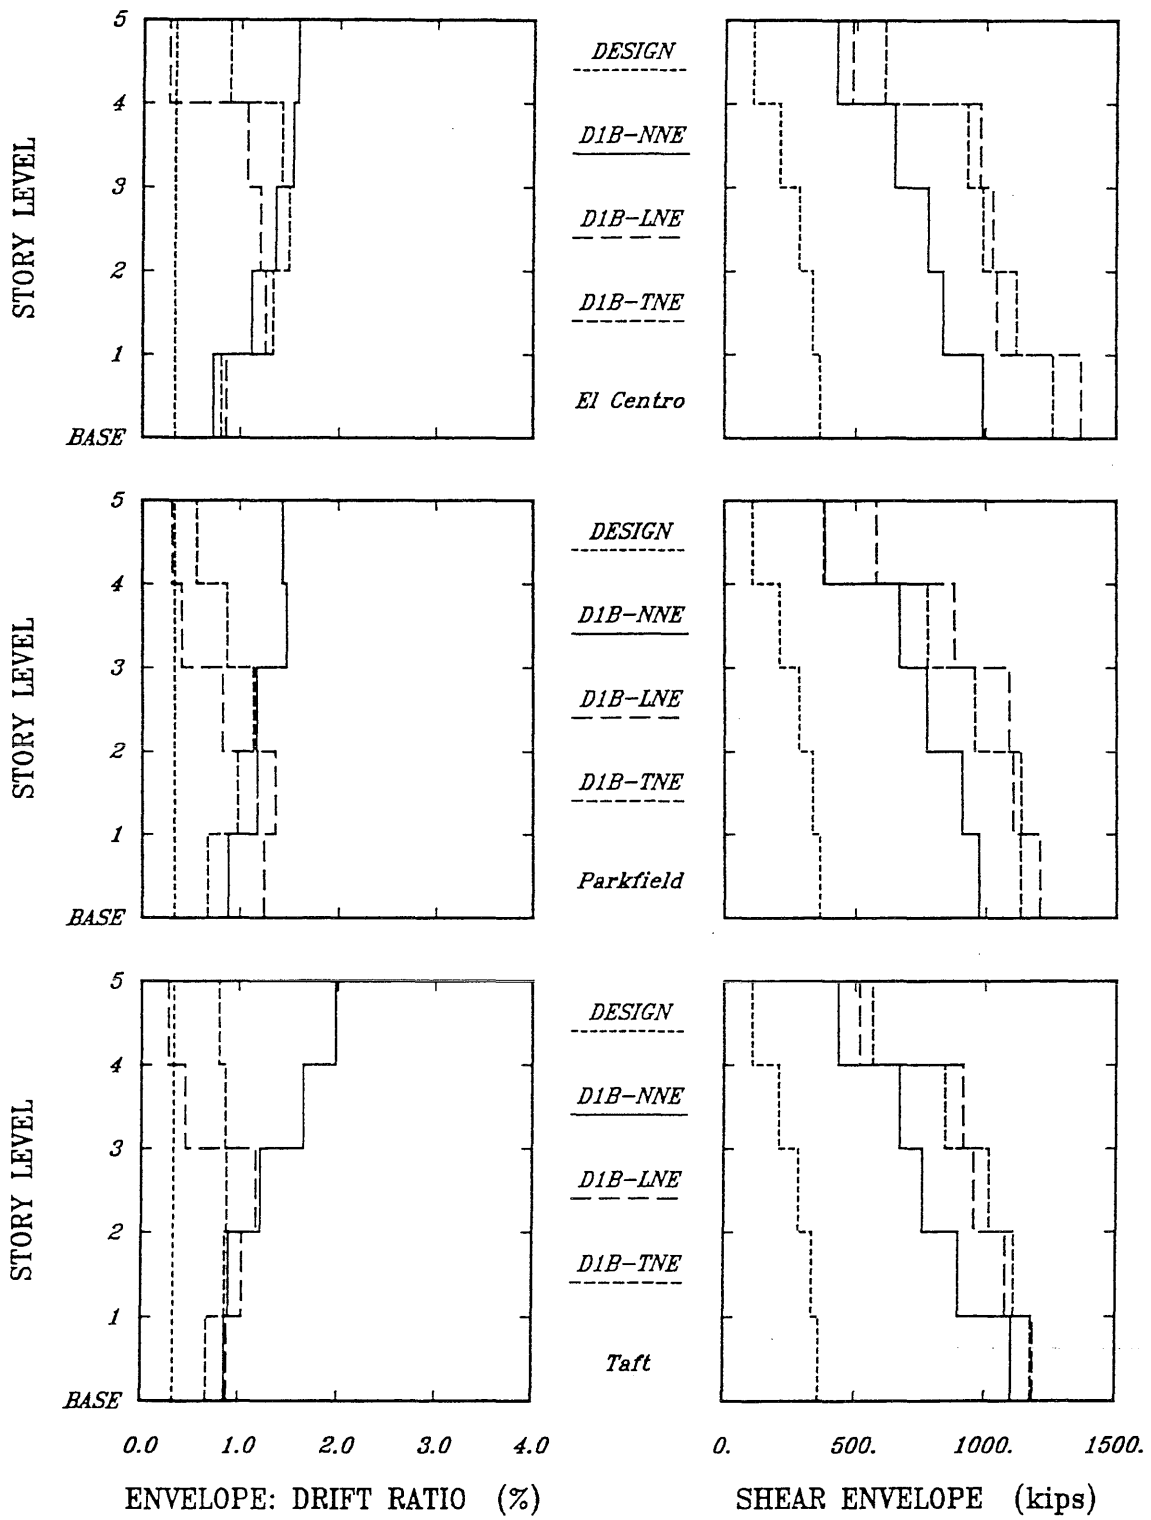 5
4
3
2
1
BASE
STORY LEVEL
DESIGN
D1B-NNE
D1B-LNE
D1B-TNE
El Centro
5
4
3
2
1
BASE
STORY LEVEL
DESIGN
D1B-NNE
D1B-LNE
D1B-TNE
Parkfield
5
4
3
2
1
BASE
STORY LEVEL
DESIGN
D1B-NNE
D1B-LNE
D1B-TNE
Taft
0.0 1.0 2.0 3.0 4.0
ENVELOPE: DRIFT RATIO (%)
0. 500. 1000. 1500.
SHEAR ENVELOPE (kips)